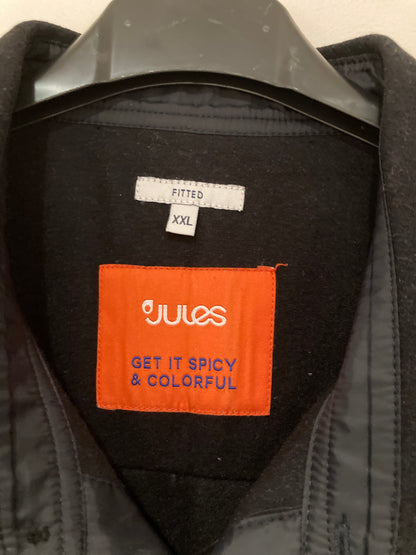 FITTED
XXL
JULES
GET IT SPICY
& COLORFUL